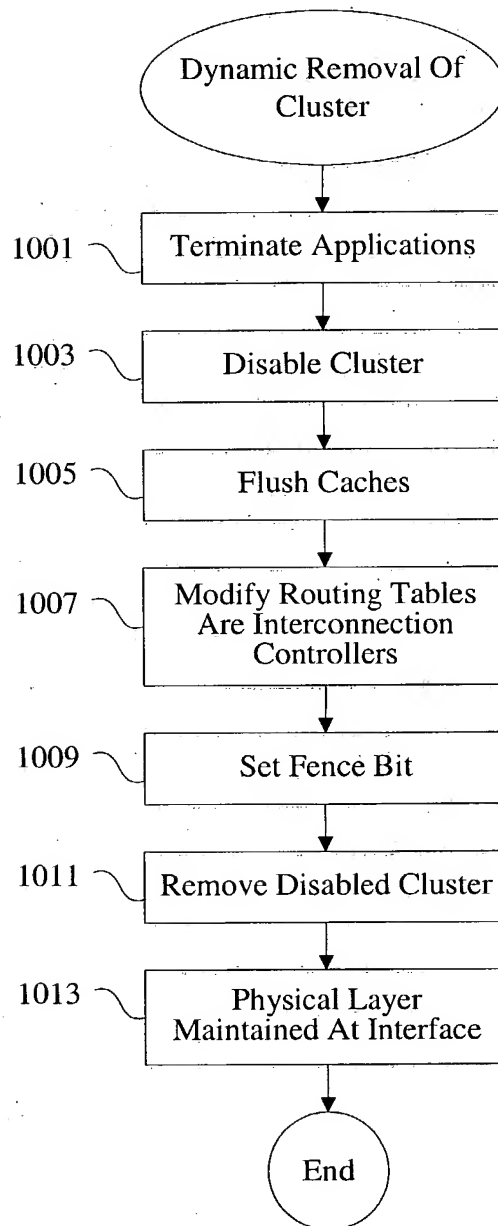 Dynamic Removal Of
Cluster
1001
Terminate Applications
1003
Disable Cluster
1005
Flush Caches
1007
Modify Routing Tables
Are Interconnection
Controllers
1009
Set Fence Bit
1011
Remove Disabled Cluster
1013
Physical Layer
Maintained At Interface
End